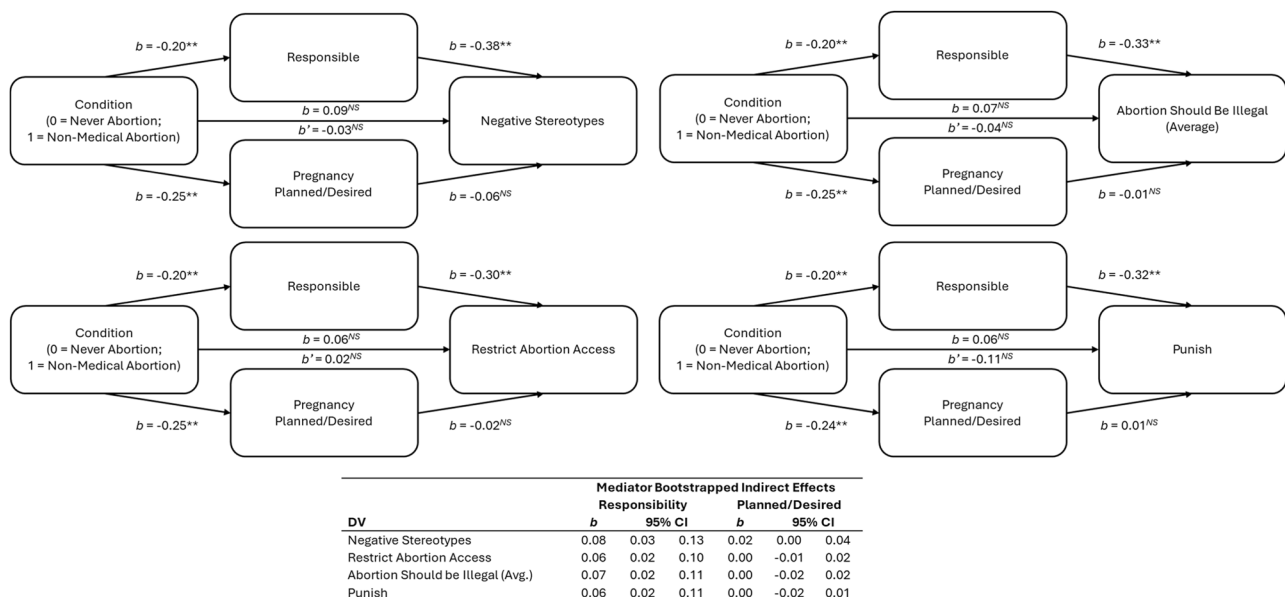 b = -0.20**
Responsible
b = -0.38**
Condition
(0 = Never Abortion;
1 = Non-Medical Abortion)
b = 0.09NS
b' = -0.03NS
Negative Stereotypes
b = -0.25**
Pregnancy
Planned/Desired
b = -0.06NS
b = -0.20**
Responsible
b = -0.33**
Condition
(0 = Never Abortion;
1 = Non-Medical Abortion)
b = 0.07NS
b' = -0.04NS
Abortion Should Be Illegal
(Average)
b = -0.25**
Pregnancy
Planned/Desired
b = -0.01NS
b = -0.20**
Responsible
b = -0.30**
Condition
(0 = Never Abortion;
1 = Non-Medical Abortion)
b = 0.06NS
b' = 0.02NS
Restrict Abortion Access
b = -0.25**
Pregnancy
Planned/Desired
b = -0.02NS
b = -0.20**
Responsible
b = -0.32**
Condition
(0 = Never Abortion;
1 = Non-Medical Abortion)
b = 0.06NS
b' = -0.11NS
Punish
b = -0.24**
Pregnancy
Planned/Desired
b = 0.01NS
Mediator Bootstrapped Indirect Effects
Responsibility Planned/Desired
DV b 95% CI b 95% CI
Negative Stereotypes 0.08 0.03 0.13 0.02 0.00 0.04
Restrict Abortion Access 0.06 0.02 0.10 0.00 -0.01 0.02
Abortion Should be Illegal (Avg.) 0.07 0.02 0.11 0.00 -0.02 0.02
Punish 0.06 0.02 0.11 0.00 -0.02 0.01